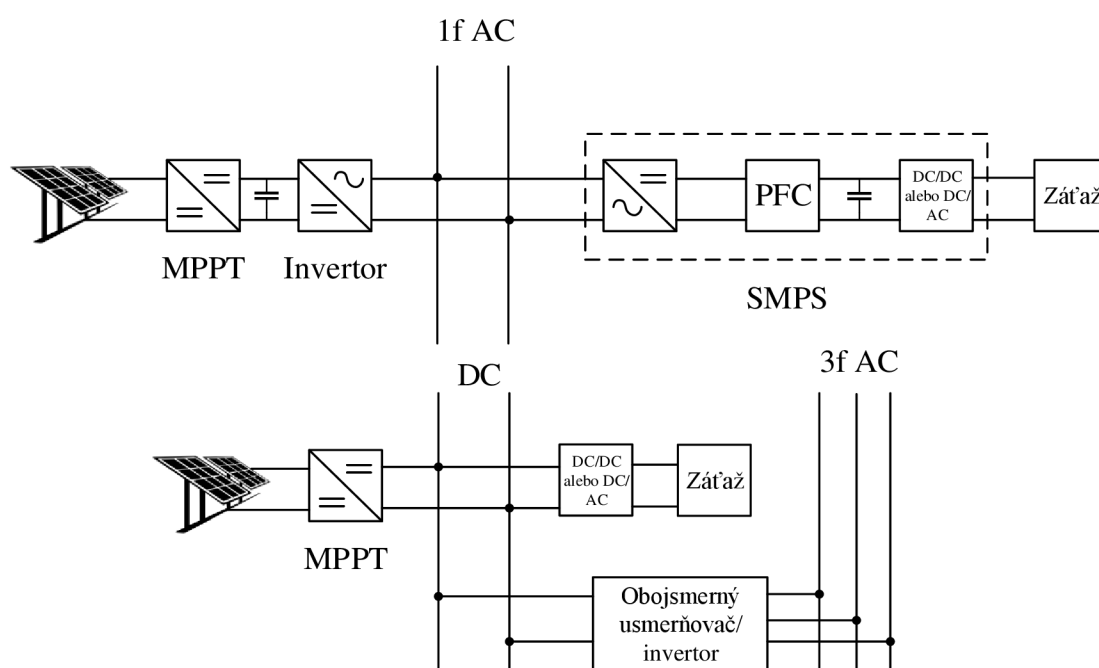 1f AC
MPPT
Invertor
PFC
DC/DC
alebo DC/
AC
Záťaž
SMPS
DC
3f AC
MPPT
DC/DC
alebo DC/
AC
Záťaž
Obojsmerný
usmerňovač/
invertor